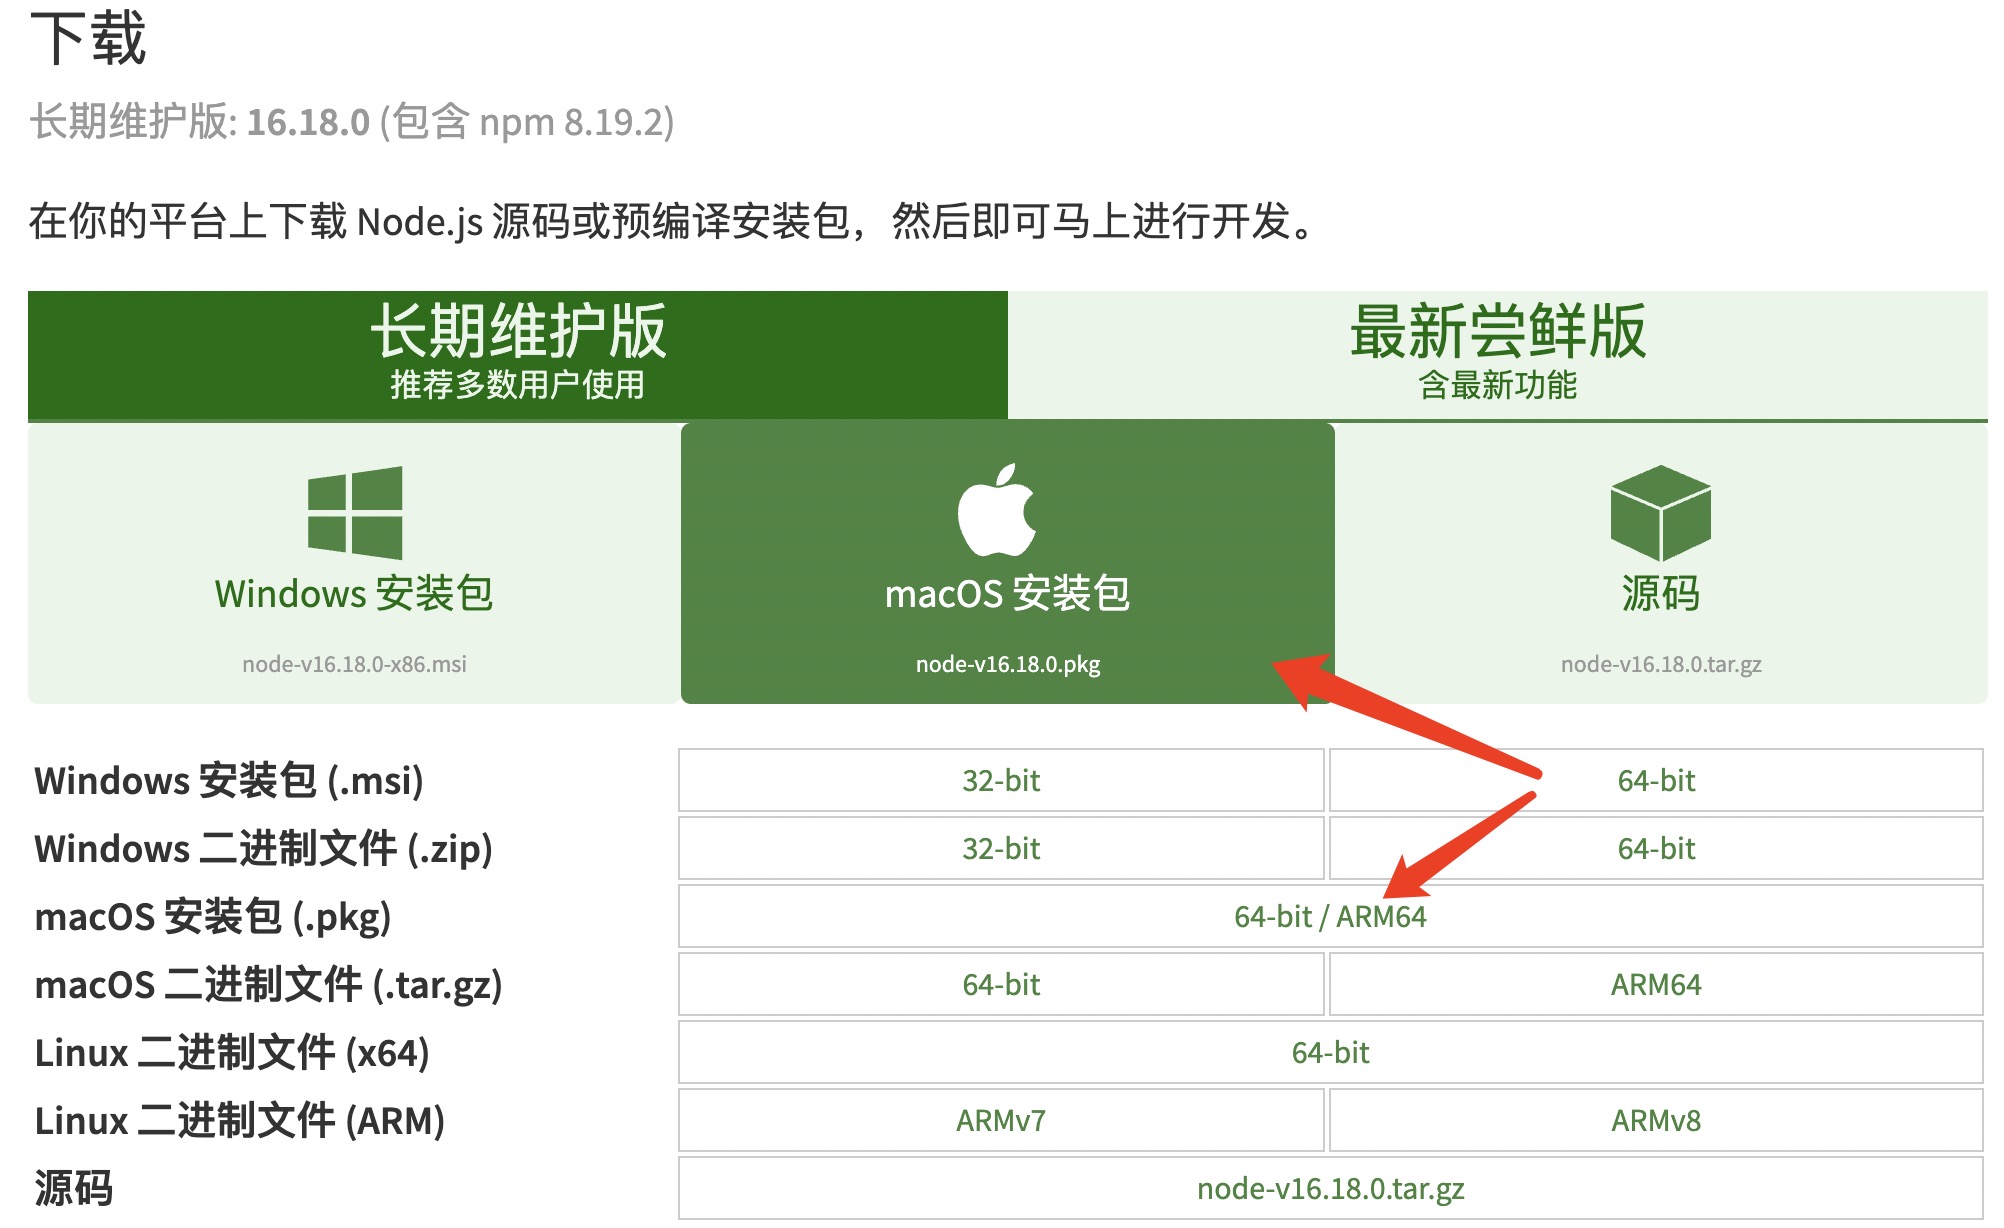 下载
长期维护版: 16.18.0 (包含 npm 8.19.2)
在你的平台上下载 Node.js 源码或预编译安装包，然后即可马上进行开发。
长期维护版
推荐多数用户使用
最新尝鲜版
含最新功能
Windows 安装包
node-v16.18.0-x86.msi
macOS 安装包
node-v16.18.0.pkg
源码
node-v16.18.0.tar.gz
Windows 安装包 (.msi) 32-bit 64-bit
Windows 二进制文件 (.zip) 32-bit 64-bit
macOS 安装包 (.pkg) 64-bit / ARM64
macOS 二进制文件 (.tar.gz) 64-bit ARM64
Linux 二进制文件 (x64) 64-bit
Linux 二进制文件 (ARM) ARMv7 ARMv8
源码 node-v16.18.0.tar.gz